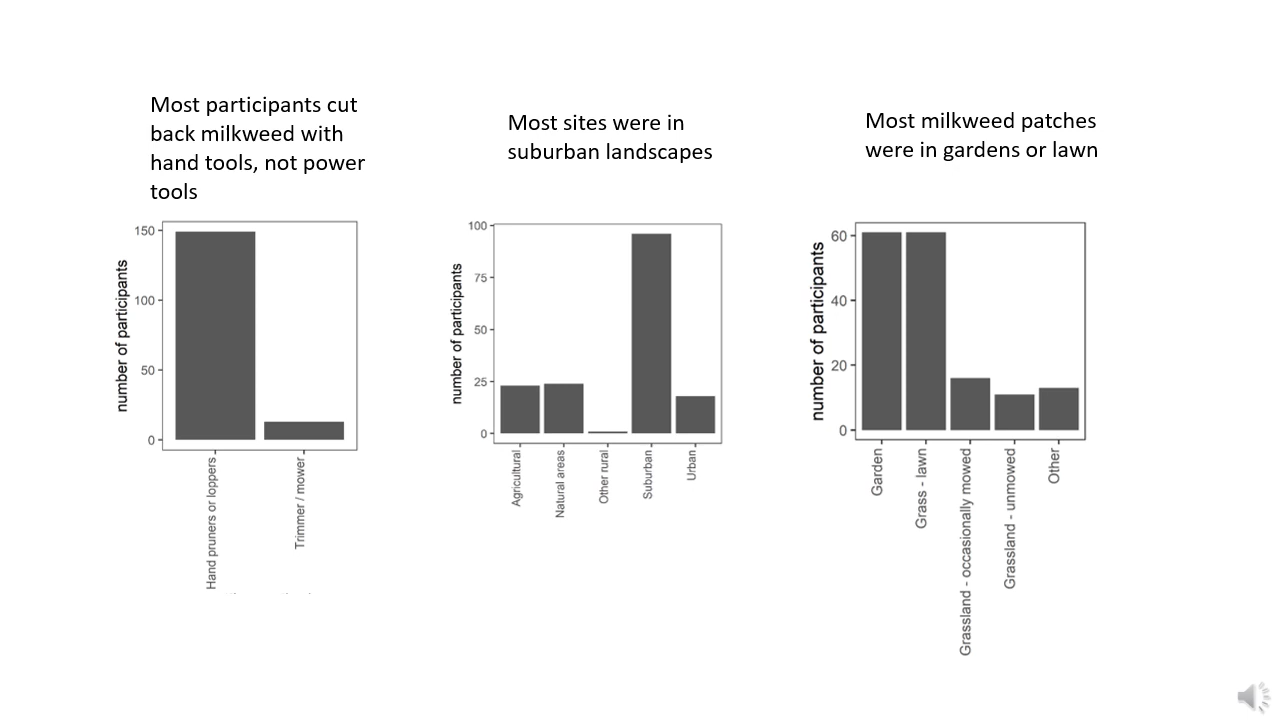 Most participants cut
back milkweed with
hand tools, not power
tools
150
100
50
0
number of participants
Hand pruners or loppers
Trimmer / mower
Most sites were in
suburban landscapes
100
75
50
25
0
number of participants
Agricultural
Natural areas
Other rural
Suburban
Urban
Most milkweed patches
were in gardens or lawn
60
40
20
0
number of participants
Garden
Grass - lawn
Grassland - occasionally mowed
Grassland - unmowed
Other